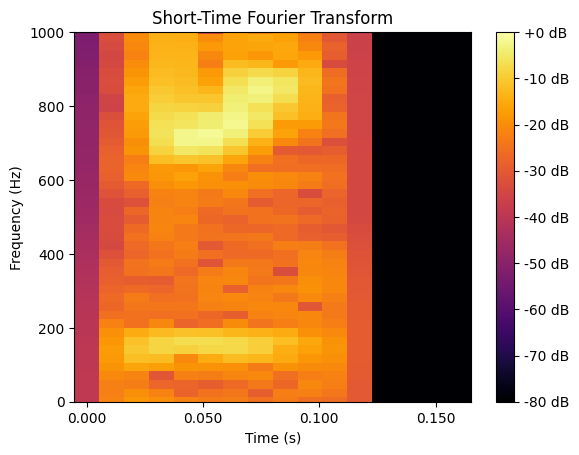 Short-Time Fourier Transform
Frequency (Hz)
1000
800
600
400
200
0
0.000
0.050
0.100
0.150
Time (s)
+0 dB
-10 dB
-20 dB
-30 dB
-40 dB
-50 dB
-60 dB
-70 dB
-80 dB